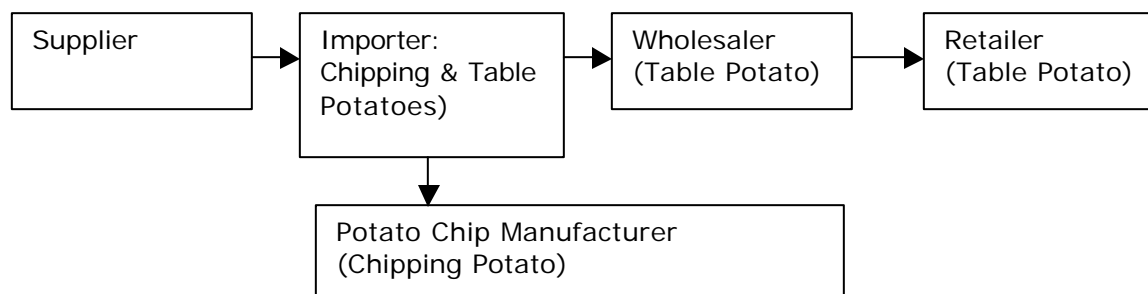 Supplier
Importer:
Chipping & Table
Potatoes)
Wholesaler
(Table Potato)
Retailer
(Table Potato)
Potato Chip Manufacturer
(Chipping Potato)